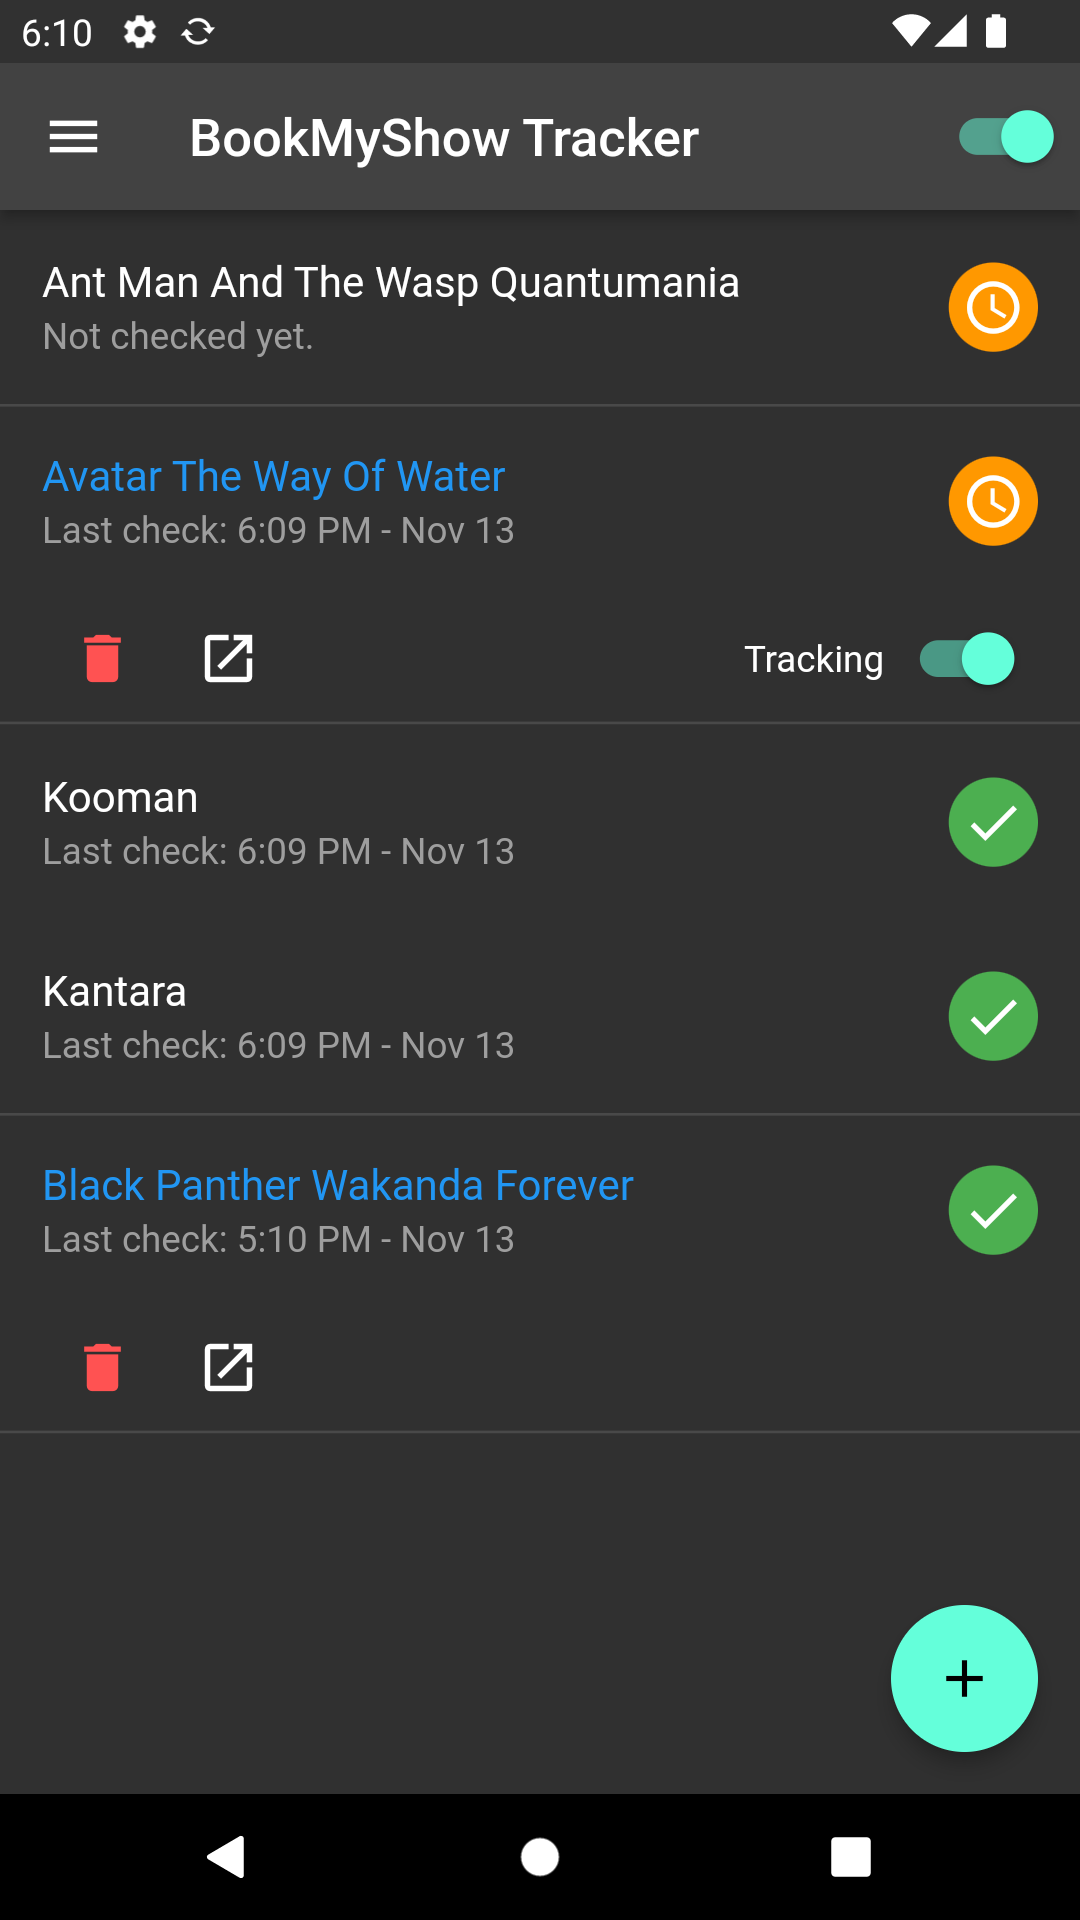 6:10
BookMyShow Tracker
Ant Man And The Wasp Quantumania
Not checked yet.
Avatar The Way Of Water
Last check: 6:09 PM - Nov 13
Tracking
Kooman
Last check: 6:09 PM - Nov 13
Kantara
Last check: 6:09 PM - Nov 13
Black Panther Wakanda Forever
Last check: 5:10 PM - Nov 13